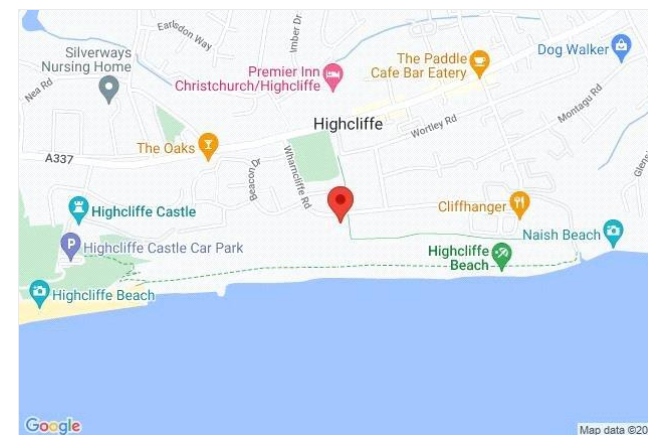 Earlsdon Way
Imber Dr
Silverways
Nursing Home
Nea Rd
Premier Inn
Christchurch/Highcliffe
The Paddle
Cafe Bar Eatery
Dog Walker
Montagu Rd
Highcliffe
Wortley Rd
The Oaks
A337
Beacon Dr
Wharncliffe Rd
Highcliffe Castle
Cliffhanger
P
Highcliffe Castle Car Park
Naish Beach
Highcliffe
Beach
Highcliffe Beach
Google
Map data ©20